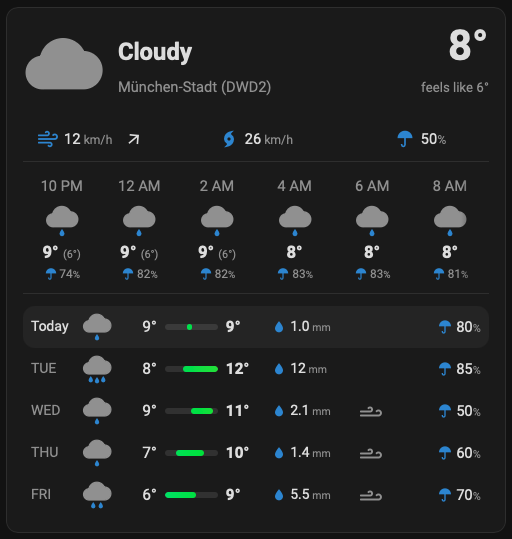 Cloudy 8°
München-Stadt (DWD2) feels like 6°
12 km/h 26 km/h 50%
10 PM 12 AM 2 AM 4 AM 6 AM 8 AM
9° (6°) 9° (6°) 9° (6°) 8° 8° 8°
74% 82% 82% 83% 83% 81%
Today 9° 9° 1.0 mm 80%
TUE 8° 12° 12 mm 85%
WED 9° 11° 2.1 mm 50%
THU 7° 10° 1.4 mm 60%
FRI 6° 9° 5.5 mm 70%